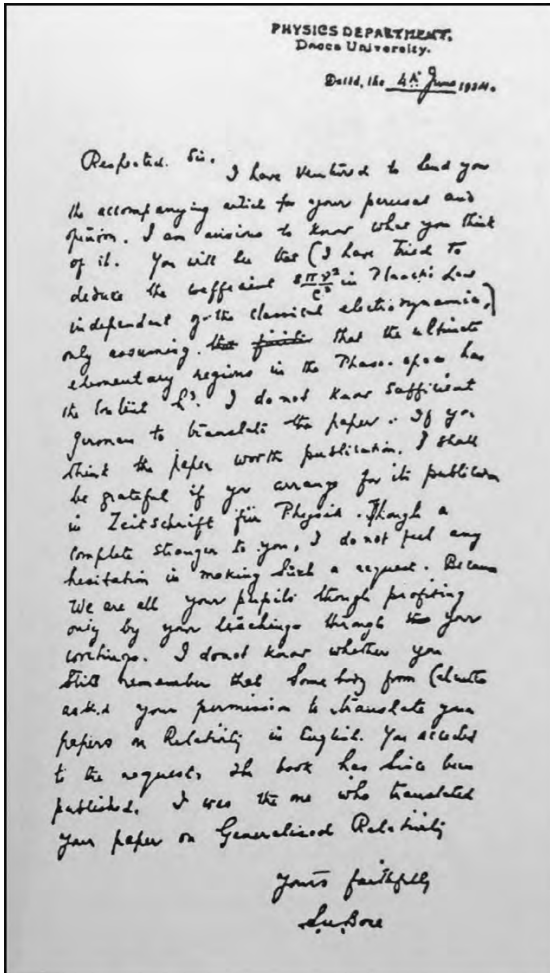 PHYSICS DEPARTMENT,
Dacca University.
Dated, the 4th June 1924.
Respected Sir,
I have ventured to send you
the accompanying article for your perusal and
opinion. I am anxious to know what you think
of it. You will see that (I have tried to
deduce the coefficient 8πν²/c³ in Planck's Law
independent of the classical electrodynamics,)
only assuming that the ultimate
elementary regions in the Phase-space has
the content h³. I do not know sufficient
German to translate the paper. If you
think the paper worth publication, I shall
be grateful if you arrange for its publication
in Zeitschrift für Physik. Though a
complete stranger to you, I do not feel any
hesitation in making such a request. Because
We are all your pupils though profiting
only by your teachings through your
writings. I donot know whether you
still remember that somebody from Calcutta
asked your permission to translate your
papers on Relativity in English. You acceded
to the request. The book has since been
published. I was the one who translated
your paper on Generalised Relativity
Yours faithfully
S.N. Bose